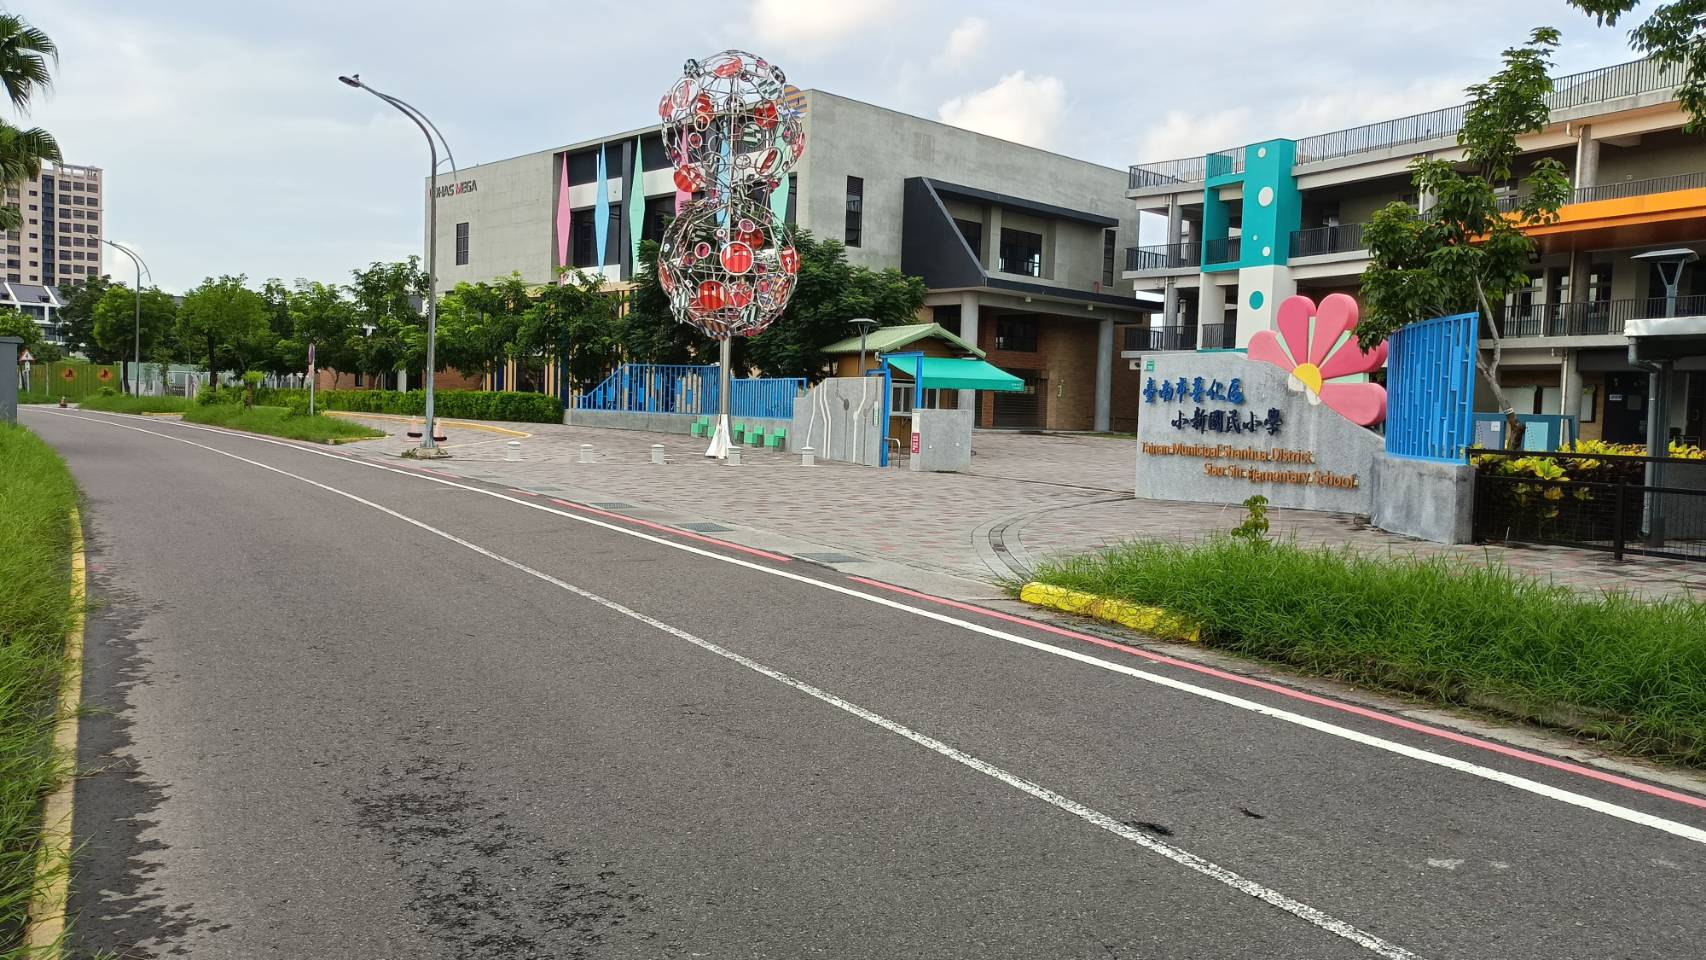 臺南市善化區
小新國民小學
Tainan Municipal Shanhua District
Siao Sin Elementary School